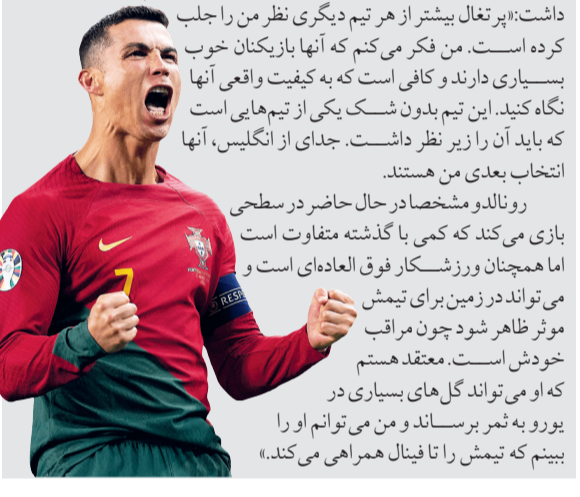 داشت:«پرتغال بیشتر از هر تیم دیگری نظر من را جلب
کرده است. من فکر می‌کنم که آنها بازیکنان خوب
بسیاری دارند و کافی است که به کیفیت واقعی آنها
نگاه کنید. این تیم بدون شک یکی از تیم‌هایی است
که باید آن را زیر نظر داشت. جدای از انگلیس، آنها
انتخاب بعدی من هستند.
رونالدو مشخصا در حال حاضر در سطحی
بازی می‌کند که کمی با گذشته متفاوت است
اما همچنان ورزشکار فوق العاده‌ای است و
می‌تواند در زمین برای تیمش
موثر ظاهر شود چون مراقب
خودش است. معتقد هستم
که او می‌تواند گل‌های بسیاری در
یورو به ثمر برساند و من می‌توانم او را
ببینم که تیمش را تا فینال همراهی می‌کند.»
7
RESP